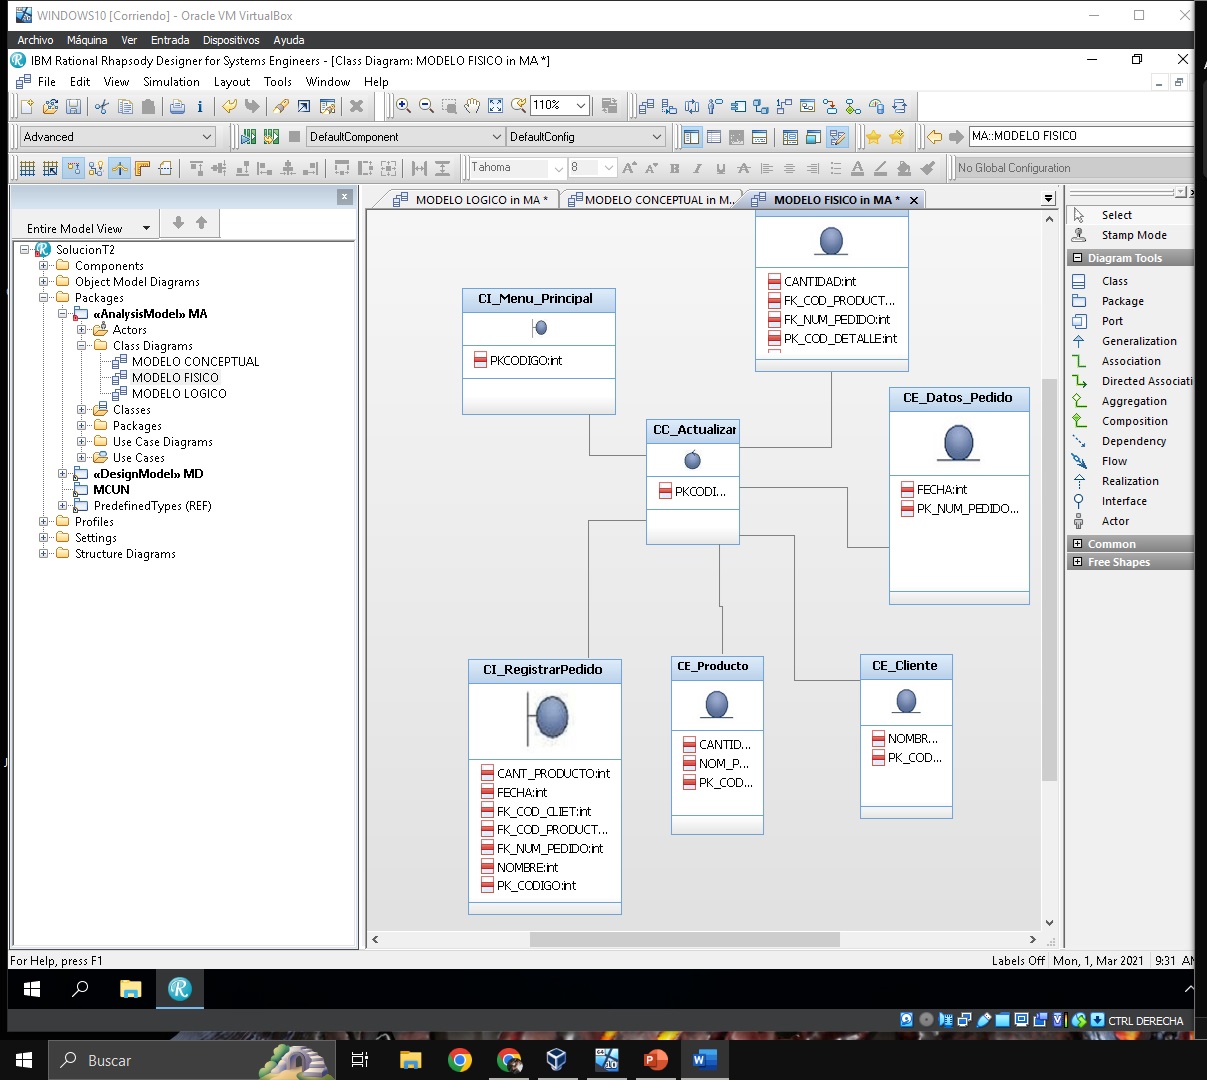 WINDOWS10 [Corriendo] - Oracle VM VirtualBox
Archivo Máquina Ver Entrada Dispositivos Ayuda
IBM Rational Rhapsody Designer for Systems Engineers - [Class Diagram: MODELO FISICO in MA *]
File Edit View Simulation Layout Tools Window Help
110%
Advanced DefaultComponent DefaultConfig MA::MODELO FISICO
Tahoma 8 No Global Configuration
Entire Model View
SolucionT2
Components
Object Model Diagrams
Packages
«AnalysisModel» MA
Actors
Class Diagrams
MODELO CONCEPTUAL
MODELO FISICO
MODELO LOGICO
Classes
Packages
Use Case Diagrams
Use Cases
«DesignModel» MD
MCUN
PredefinedTypes (REF)
Profiles
Settings
Structure Diagrams
MODELO LOGICO in MA * MODELO CONCEPTUAL in M... MODELO FISICO in MA *
CANTIDAD:int
FK_COD_PRODUCT...
FK_NUM_PEDIDO:int
PK_COD_DETALLE:int
CI_Menu_Principal
PKCODIGO:int
CE_Datos_Pedido
FECHA:int
PK_NUM_PEDIDO...
CC_Actualizar
PKCODI...
CI_RegistrarPedido
CANT_PRODUCTO:int
FECHA:int
FK_COD_CLIET:int
FK_COD_PRODUCT...
FK_NUM_PEDIDO:int
NOMBRE:int
PK_CODIGO:int
CE_Producto
CANTID...
NOM_P...
PK_COD...
CE_Cliente
NOMBR...
PK_COD...
Select
Stamp Mode
Diagram Tools
Class
Package
Port
Generalization
Association
Directed Associati
Aggregation
Composition
Dependency
Flow
Realization
Interface
Actor
Common
Free Shapes
For Help, press F1 Labels Off Mon, 1, Mar 2021 9:31 AM
CTRL DERECHA
Buscar